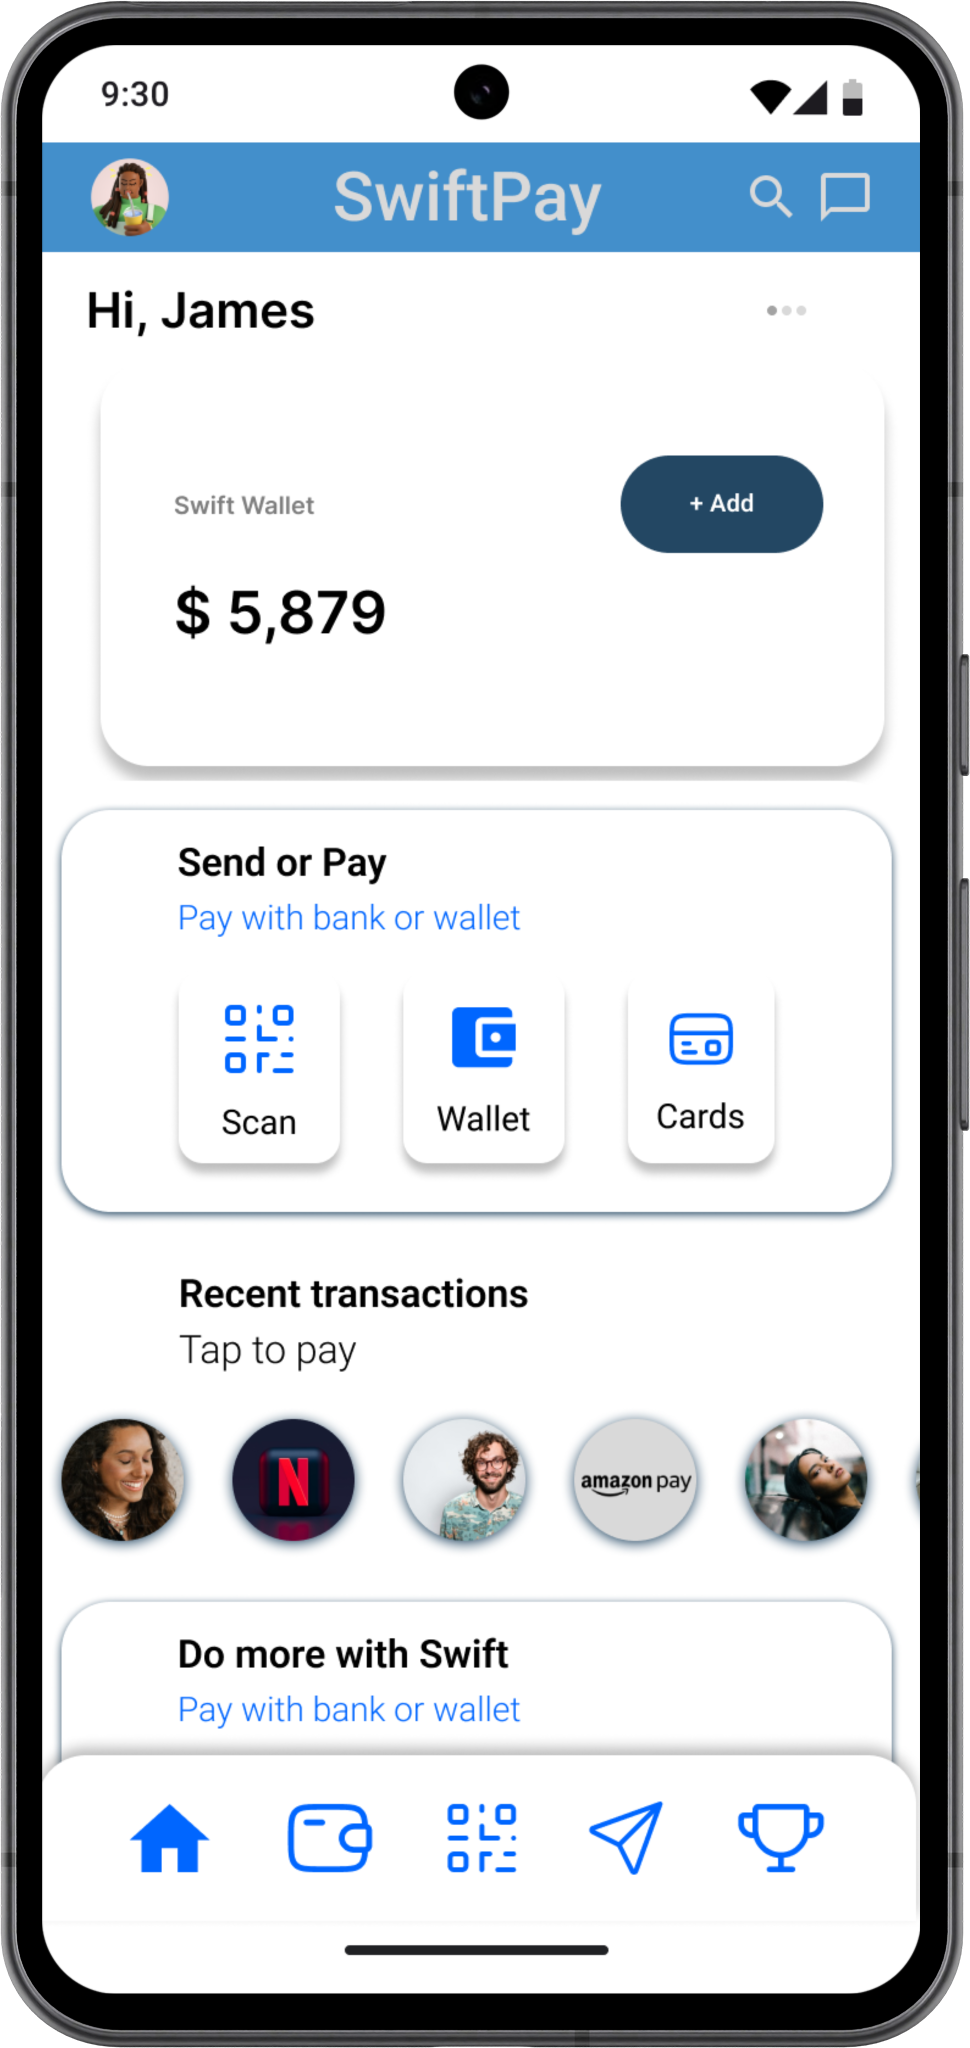 9:30
SwiftPay
Hi, James
Swift Wallet
+ Add
$ 5,879
Send or Pay
Pay with bank or wallet
Scan
Wallet
Cards
Recent transactions
Tap to pay
N
amazon pay
Do more with Swift
Pay with bank or wallet